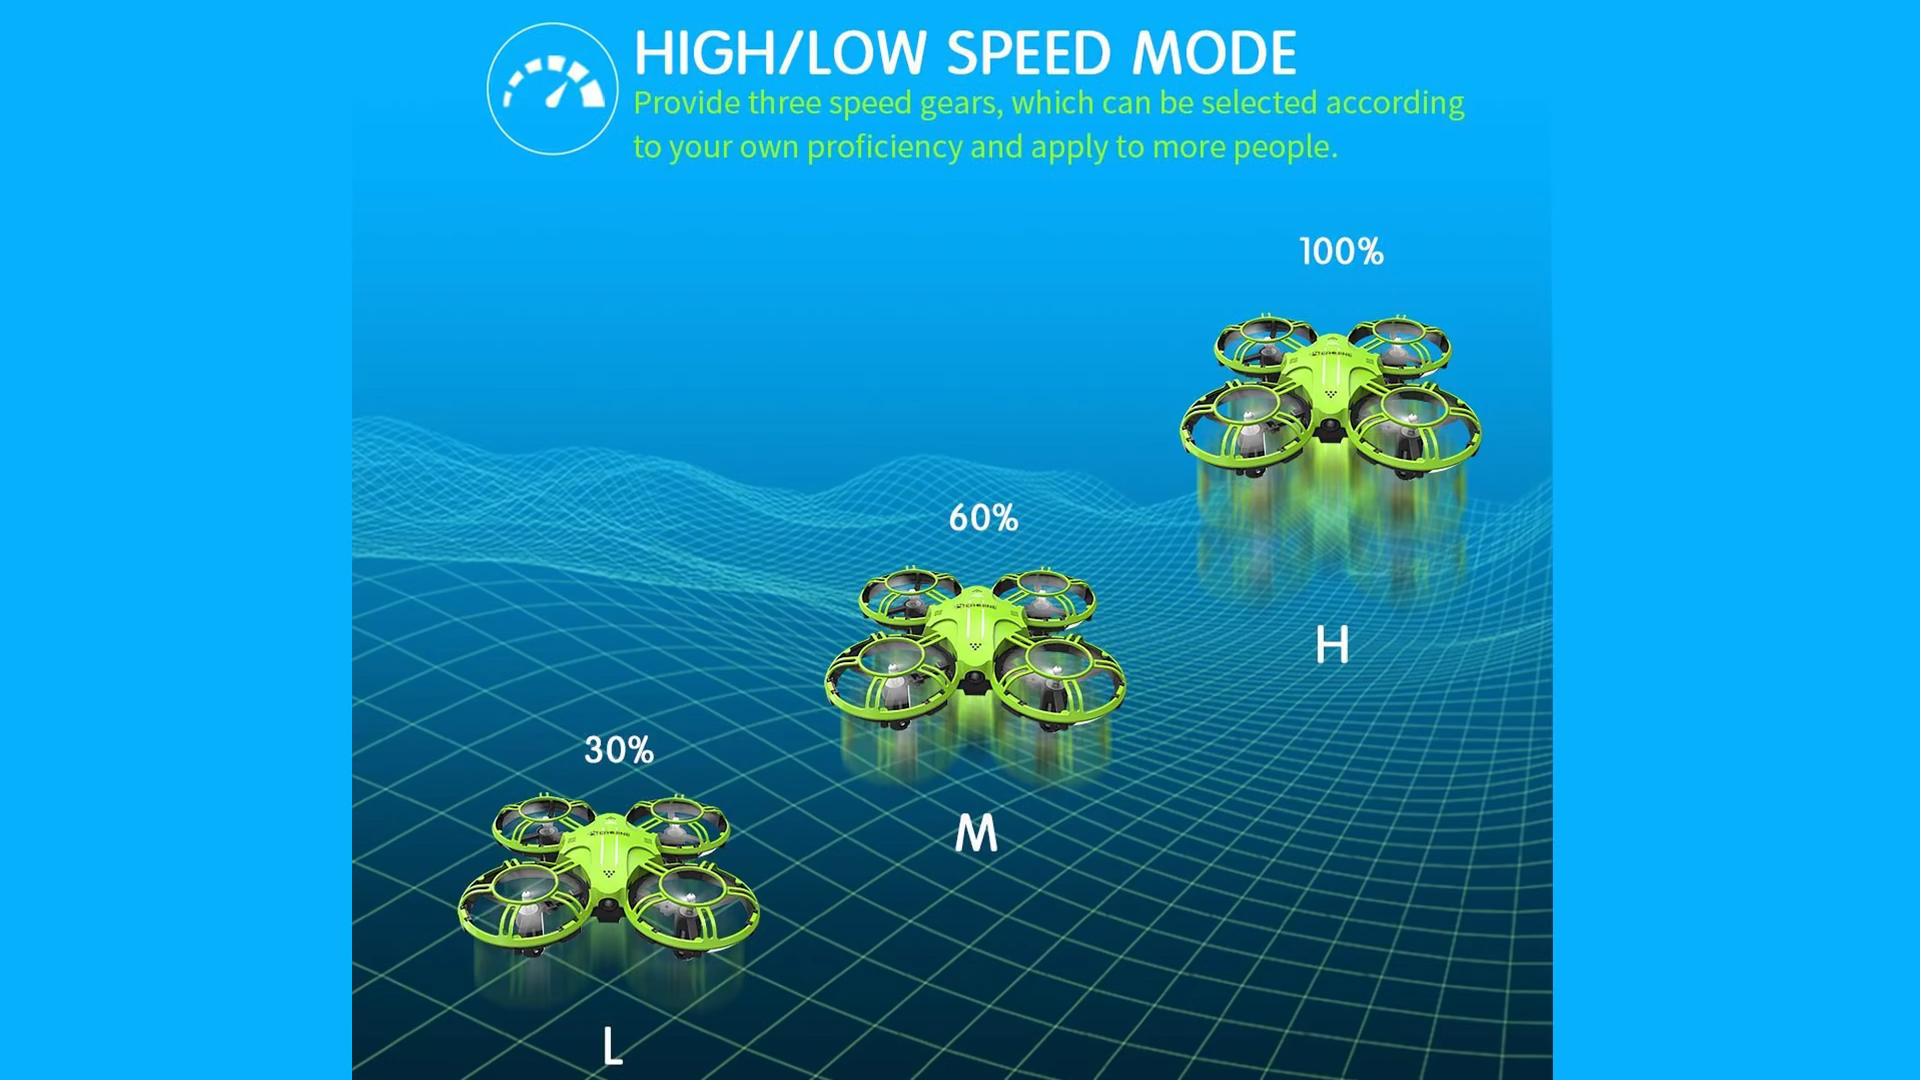 HIGH/LOW SPEED MODE
Provide three speed gears, which can be selected according
to your own proficiency and apply to more people.
100%
60%
H
30%
M
L